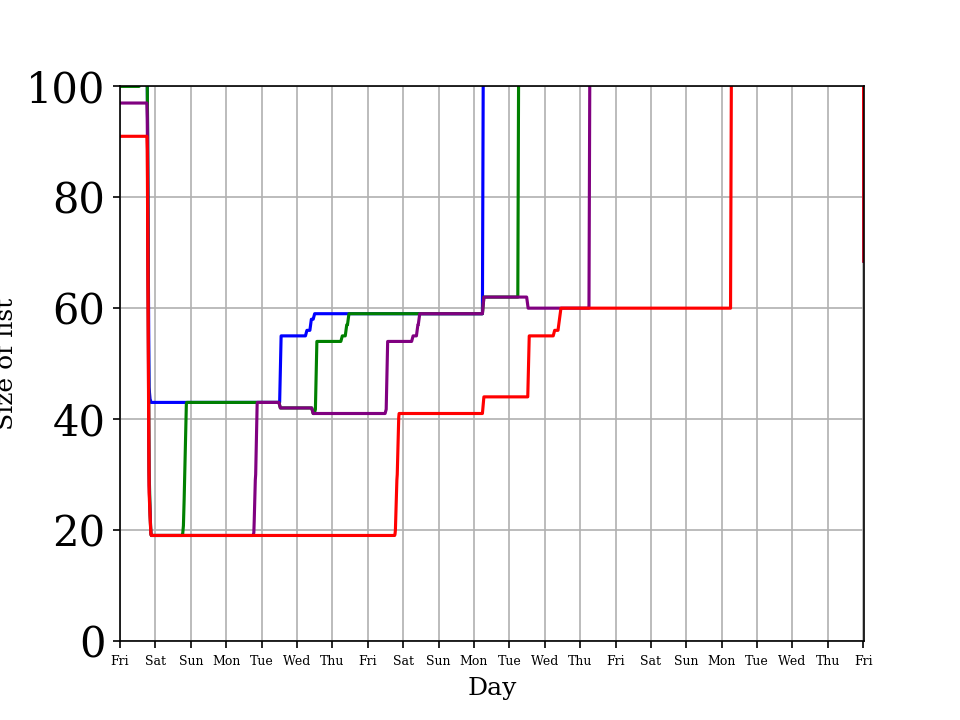 100
80
60
40
20
0
Size of list
Fri Sat Sun Mon Tue Wed Thu Fri Sat Sun Mon Tue Wed Thu Fri Sat Sun Mon Tue Wed Thu Fri
Day